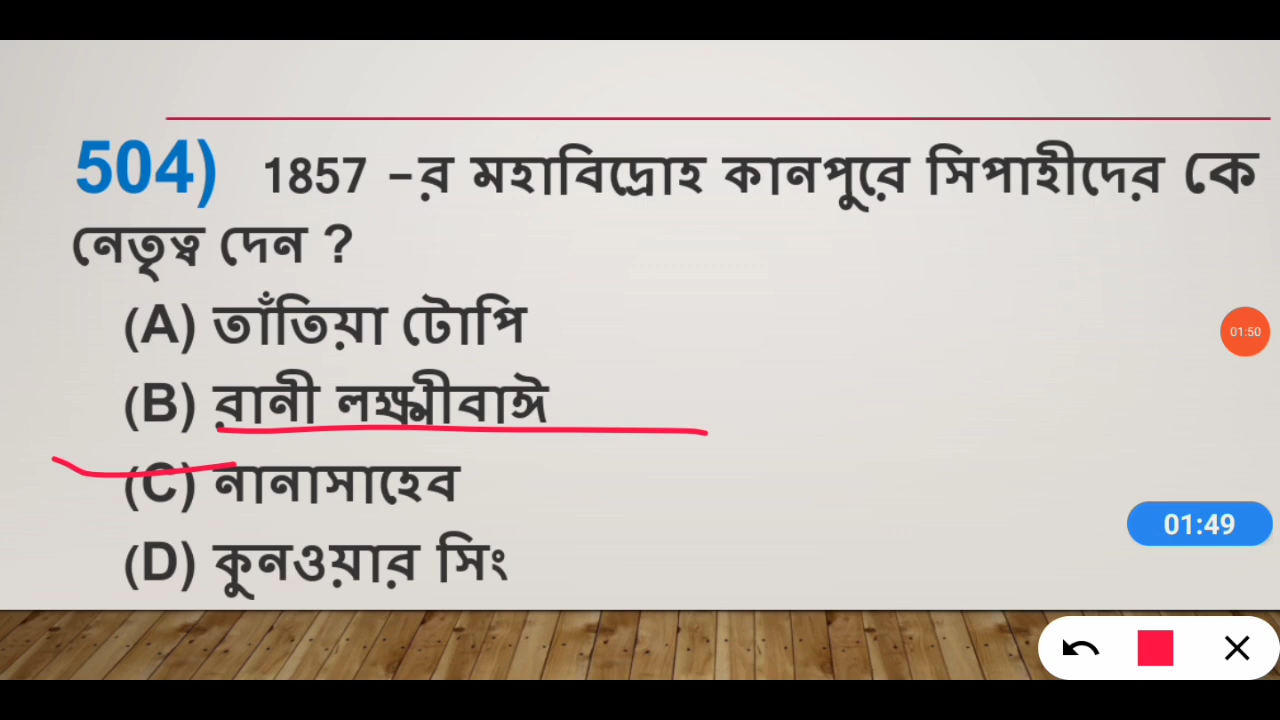 504) 1857 -র মহাবিদ্রোহ কানপুরে সিপাহীদের কে
নেতৃত্ব দেন ?
(A) তাঁতিয়া টোপি
01:50
(B) রানী লক্ষ্মীবাঈ
(C) নানাসাহেব
01:49
(D) কুনওয়ার সিং